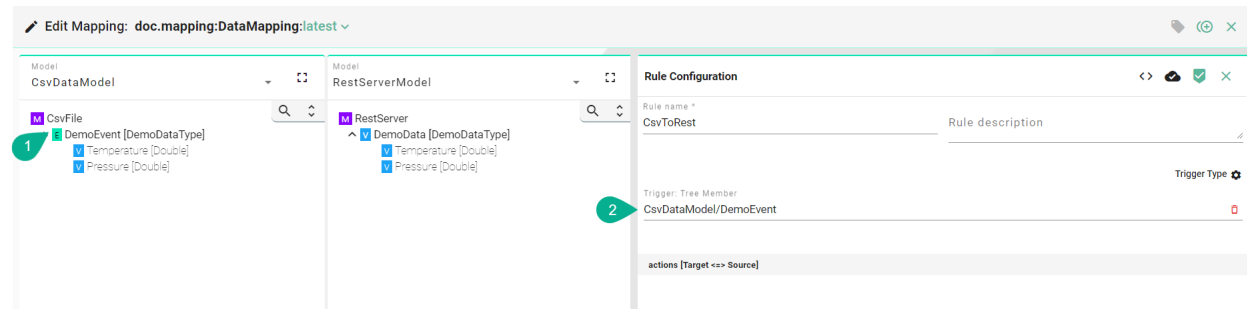 Edit Mapping: doc.mapping:DataMapping:latest
Model
CsvDataModel
M CsvFile
1
E DemoEvent [DemoDataType]
V Temperature [Double]
V Pressure [Double]
Model
RestServerModel
M RestServer
V DemoData [DemoDataType]
V Temperature [Double]
V Pressure [Double]
Rule Configuration
Rule name *
CsvToRest
Rule description
Trigger Type
Trigger: Tree Member
2
CsvDataModel/DemoEvent
actions [Target <=> Source]